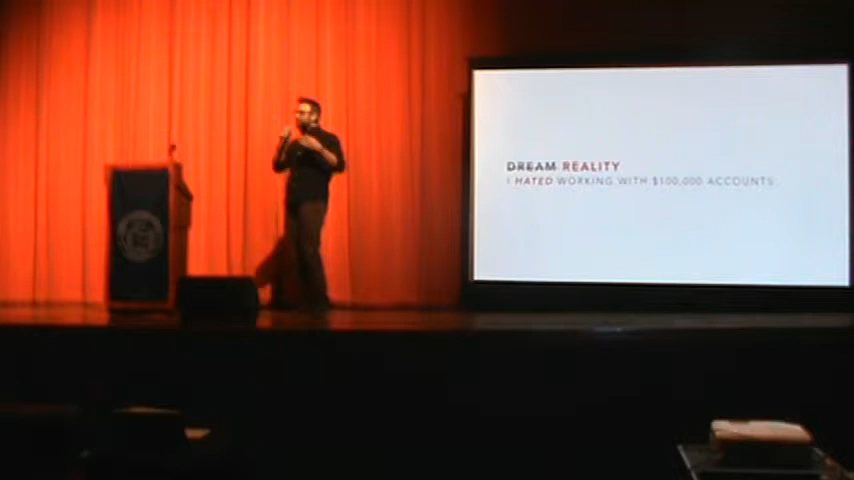 DREAM REALITY
I HATED WORKING WITH $100,000 ACCOUNTS.